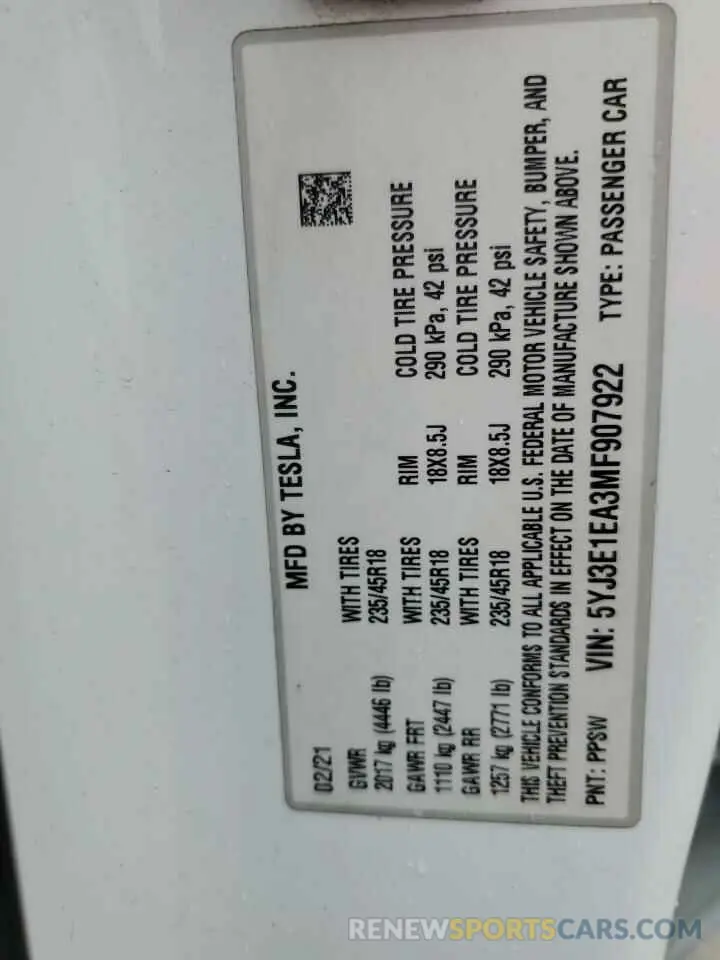 MFD BY TESLA, INC.
02/21
GVWR WITH TIRES
2017 kg (4446 lb) 235/45R18
GAWR FRT WITH TIRES RIM COLD TIRE PRESSURE
1110 kg (2447 lb) 235/45R18 18X8.5J 290 kPa, 42 psi
GAWR RR WITH TIRES RIM COLD TIRE PRESSURE
1257 kg (2771 lb) 235/45R18 18X8.5J 290 kPa, 42 psi
THIS VEHICLE CONFORMS TO ALL APPLICABLE U.S. FEDERAL MOTOR VEHICLE SAFETY, BUMPER, AND
THEFT PREVENTION STANDARDS IN EFFECT ON THE DATE OF MANUFACTURE SHOWN ABOVE.
PNT: PPSW VIN: 5YJ3E1EA3MF907922 TYPE: PASSENGER CAR
RENEWSPORTSCARS.COM